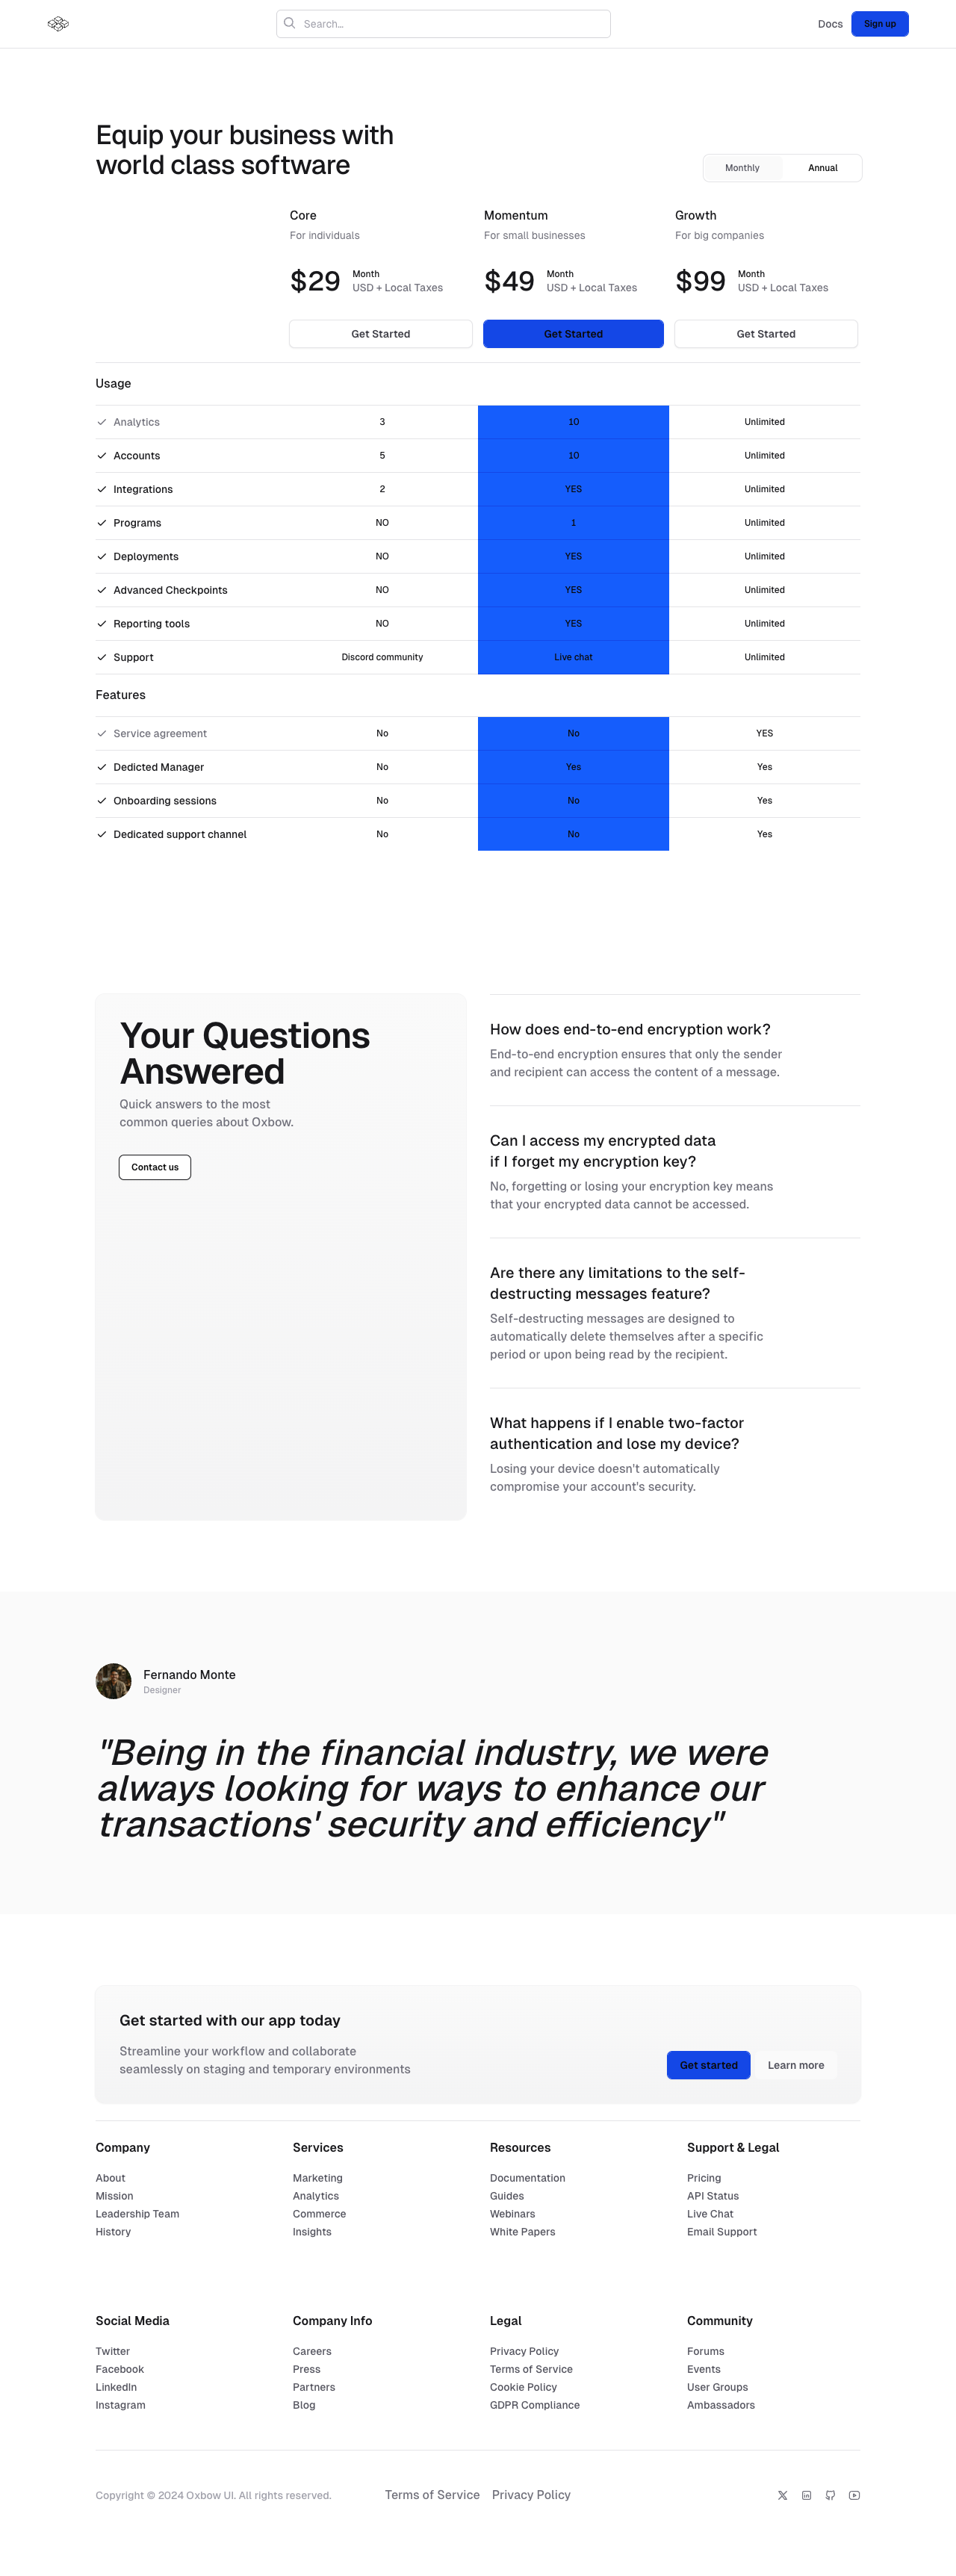 Search...
Docs
Sign up
Equip your business with
world class software
Monthly
Annual
Core
For individuals
Momentum
For small businesses
Growth
For big companies
$29
Month
USD + Local Taxes
$49
Month
USD + Local Taxes
$99
Month
USD + Local Taxes
Get Started
Get Started
Get Started
Usage
Analytics 3 10 Unlimited
Accounts 5 10 Unlimited
Integrations 2 YES Unlimited
Programs NO 1 Unlimited
Deployments NO YES Unlimited
Advanced Checkpoints NO YES Unlimited
Reporting tools NO YES Unlimited
Support Discord community Live chat Unlimited
Features
Service agreement No No YES
Dedicted Manager No Yes Yes
Onboarding sessions No No Yes
Dedicated support channel No No Yes
Your Questions
Answered
Quick answers to the most
common queries about Oxbow.
Contact us
How does end-to-end encryption work?
End-to-end encryption ensures that only the sender
and recipient can access the content of a message.
Can I access my encrypted data
if I forget my encryption key?
No, forgetting or losing your encryption key means
that your encrypted data cannot be accessed.
Are there any limitations to the self-
destructing messages feature?
Self-destructing messages are designed to
automatically delete themselves after a specific
period or upon being read by the recipient.
What happens if I enable two-factor
authentication and lose my device?
Losing your device doesn't automatically
compromise your account's security.
Fernando Monte
Designer
"Being in the financial industry, we were
always looking for ways to enhance our
transactions' security and efficiency"
Get started with our app today
Streamline your workflow and collaborate
seamlessly on staging and temporary environments
Get started
Learn more
Company
About
Mission
Leadership Team
History
Services
Marketing
Analytics
Commerce
Insights
Resources
Documentation
Guides
Webinars
White Papers
Support & Legal
Pricing
API Status
Live Chat
Email Support
Social Media
Twitter
Facebook
LinkedIn
Instagram
Company Info
Careers
Press
Partners
Blog
Legal
Privacy Policy
Terms of Service
Cookie Policy
GDPR Compliance
Community
Forums
Events
User Groups
Ambassadors
Copyright © 2024 Oxbow UI. All rights reserved.
Terms of Service
Privacy Policy